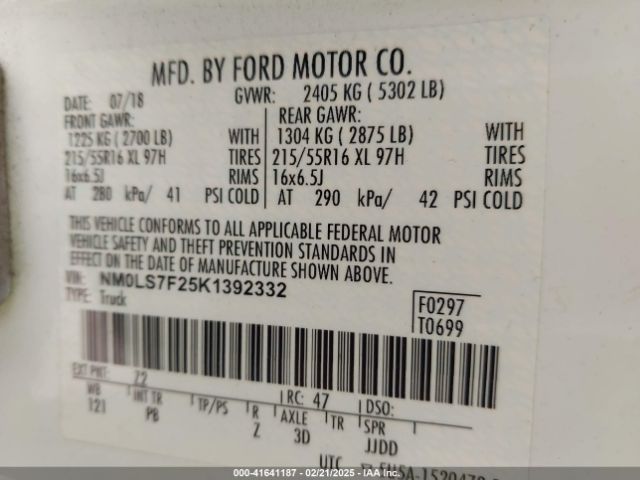 MFD. BY FORD MOTOR CO.
DATE: 07/18 GVWR: 2405 KG ( 5302 LB)
FRONT GAWR: REAR GAWR:
1225 KG ( 2700 LB) WITH 1304 KG ( 2875 LB) WITH
215/55R16 XL 97H TIRES 215/55R16 XL 97H TIRES
16x6.5J RIMS 16x6.5J RIMS
AT 280 kPa/ 41 PSI COLD AT 290 kPa/ 42 PSI COLD
THIS VEHICLE CONFORMS TO ALL APPLICABLE FEDERAL MOTOR
VEHICLE SAFETY AND THEFT PREVENTION STANDARDS IN
EFFECT ON THE DATE OF MANUFACTURE SHOWN ABOVE.
VIN: NM0LS7F25K1392332
TYPE: Truck
F0297
T0699
EXT PNT: Z2 RC: 47 DSO:
WB INT TR TP/PS R AXLE TR SPR
121 PB Z 3D JJDD
UTC
000-41641187 - 02/21/2025 - IAA Inc.